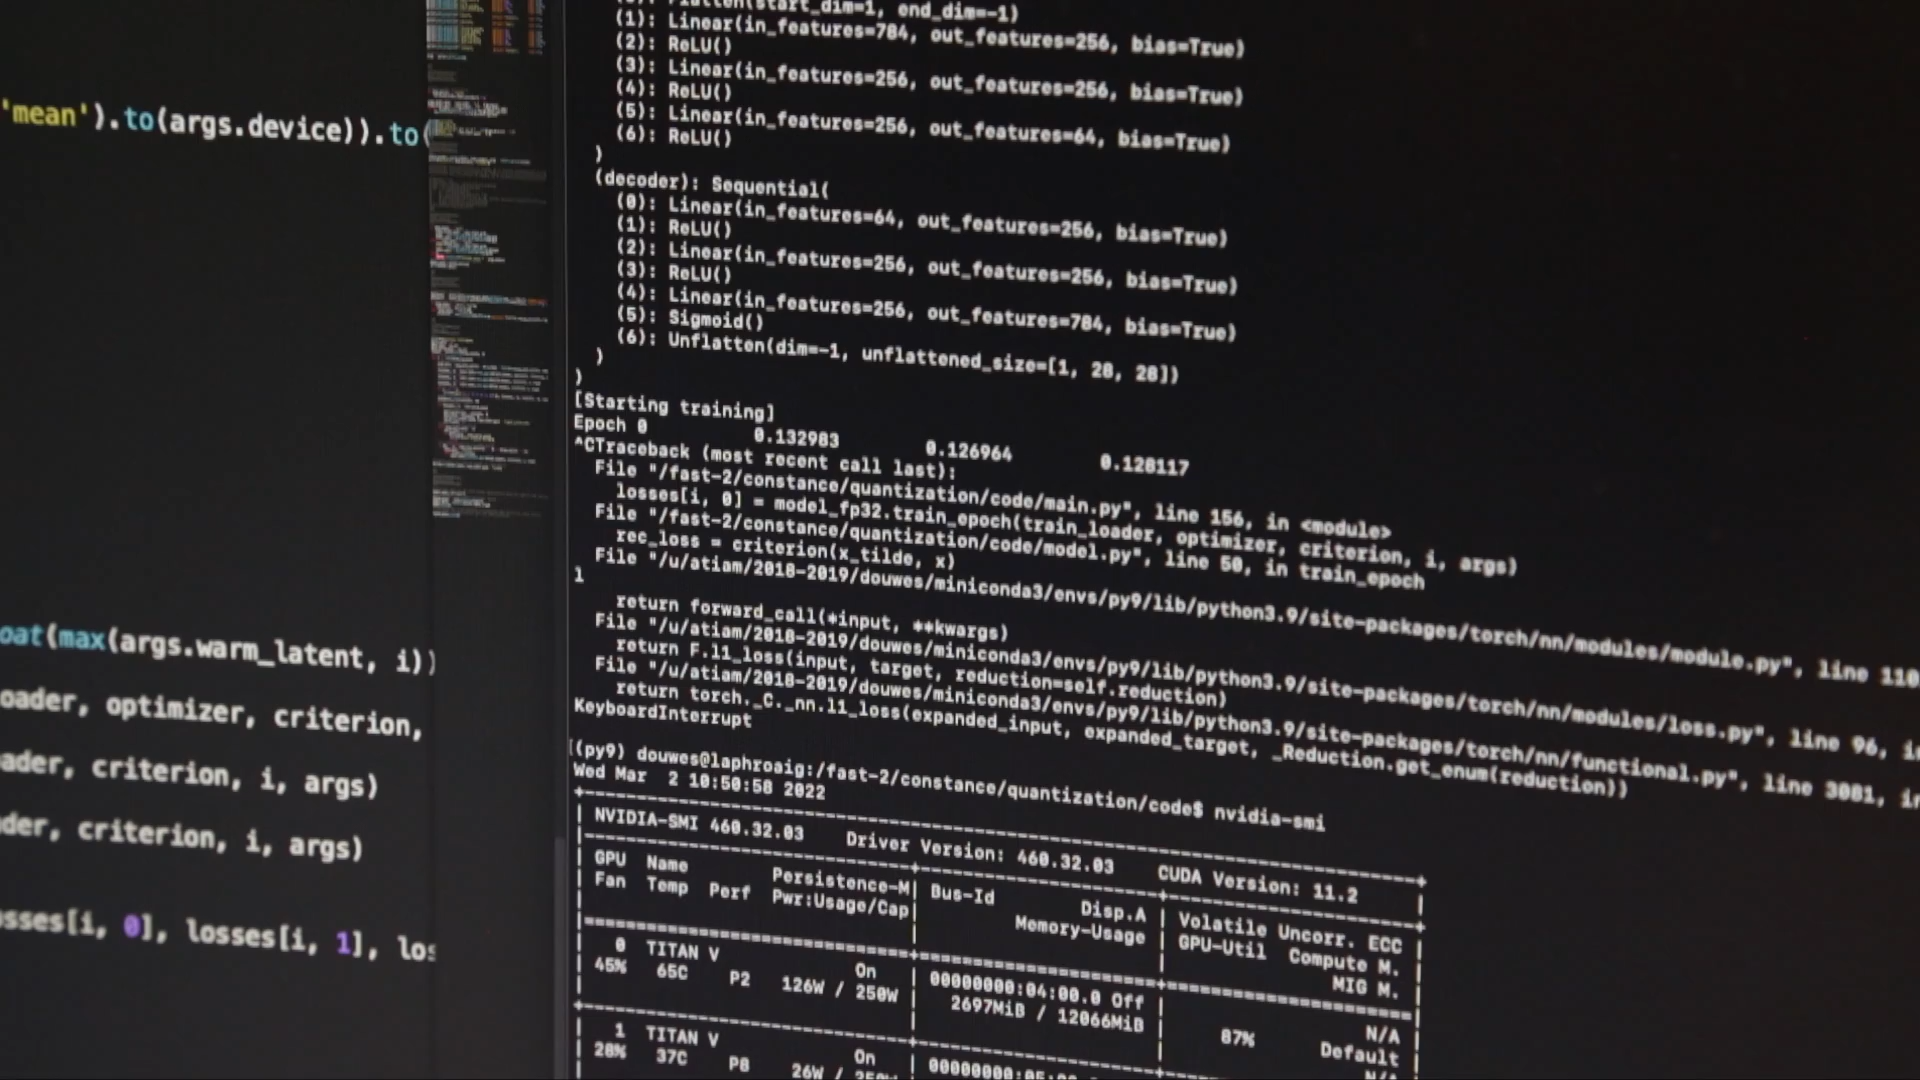 'mean').to(args.device)).to(
oat(max(args.warm_latent, i))
oader, optimizer, criterion,
ader, criterion, i, args)
der, criterion, i, args)
osses[i, 0], losses[i, 1], los
start_dim=1, end_dim=-1)
(1): Linear(in_features=784, out_features=256, bias=True)
(2): ReLU()
(3): Linear(in_features=256, out_features=256, bias=True)
(4): ReLU()
(5): Linear(in_features=256, out_features=64, bias=True)
(6): ReLU()
)
(decoder): Sequential(
(0): Linear(in_features=64, out_features=256, bias=True)
(1): ReLU()
(2): Linear(in_features=256, out_features=256, bias=True)
(3): ReLU()
(4): Linear(in_features=256, out_features=784, bias=True)
(5): Sigmoid()
(6): Unflatten(dim=-1, unflattened_size=[1, 28, 28])
)
)
[Starting training]
Epoch 0 0.132983 0.126964 0.128117
^CTraceback (most recent call last):
File "/fast-2/constance/quantization/code/main.py", line 156, in <module>
losses[i, 0] = model_fp32.train_epoch(train_loader, optimizer, criterion, i, args)
File "/fast-2/constance/quantization/code/model.py", line 50, in train_epoch
rec_loss = criterion(x_tilde, x)
File "/u/atiam/2018-2019/douwes/miniconda3/envs/py9/lib/python3.9/site-packages/torch/nn/modules/module.py", line 110
l
return forward_call(*input, **kwargs)
File "/u/atiam/2018-2019/douwes/miniconda3/envs/py9/lib/python3.9/site-packages/torch/nn/modules/loss.py", line 96, i
return F.l1_loss(input, target, reduction=self.reduction)
File "/u/atiam/2018-2019/douwes/miniconda3/envs/py9/lib/python3.9/site-packages/torch/nn/functional.py", line 3081, i
return torch._C._nn.l1_loss(expanded_input, expanded_target, _Reduction.get_enum(reduction))
KeyboardInterrupt
(py9) douwes@laphroaig:/fast-2/constance/quantization/code$ nvidia-smi
Wed Mar 2 10:50:58 2022
NVIDIA-SMI 460.32.03 Driver Version: 460.32.03 CUDA Version: 11.2
GPU Name Persistence-M| Bus-Id Disp.A | Volatile Uncorr. ECC
Fan Temp Perf Pwr:Usage/Cap| Memory-Usage | GPU-Util Compute M.
MIG M.
0 TITAN V On | 00000000:04:00.0 Off | N/A
45% 65C P2 126W / 250W | 2697MiB / 12066MiB | 87% Default
N/A
1 TITAN V On | 00000000:05:00
28% 37C P8 26W / 250W